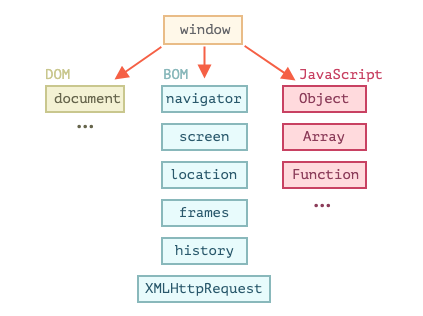 window
DOM
document
...
BOM
navigator
screen
location
frames
history
XMLHttpRequest
JavaScript
Object
Array
Function
...